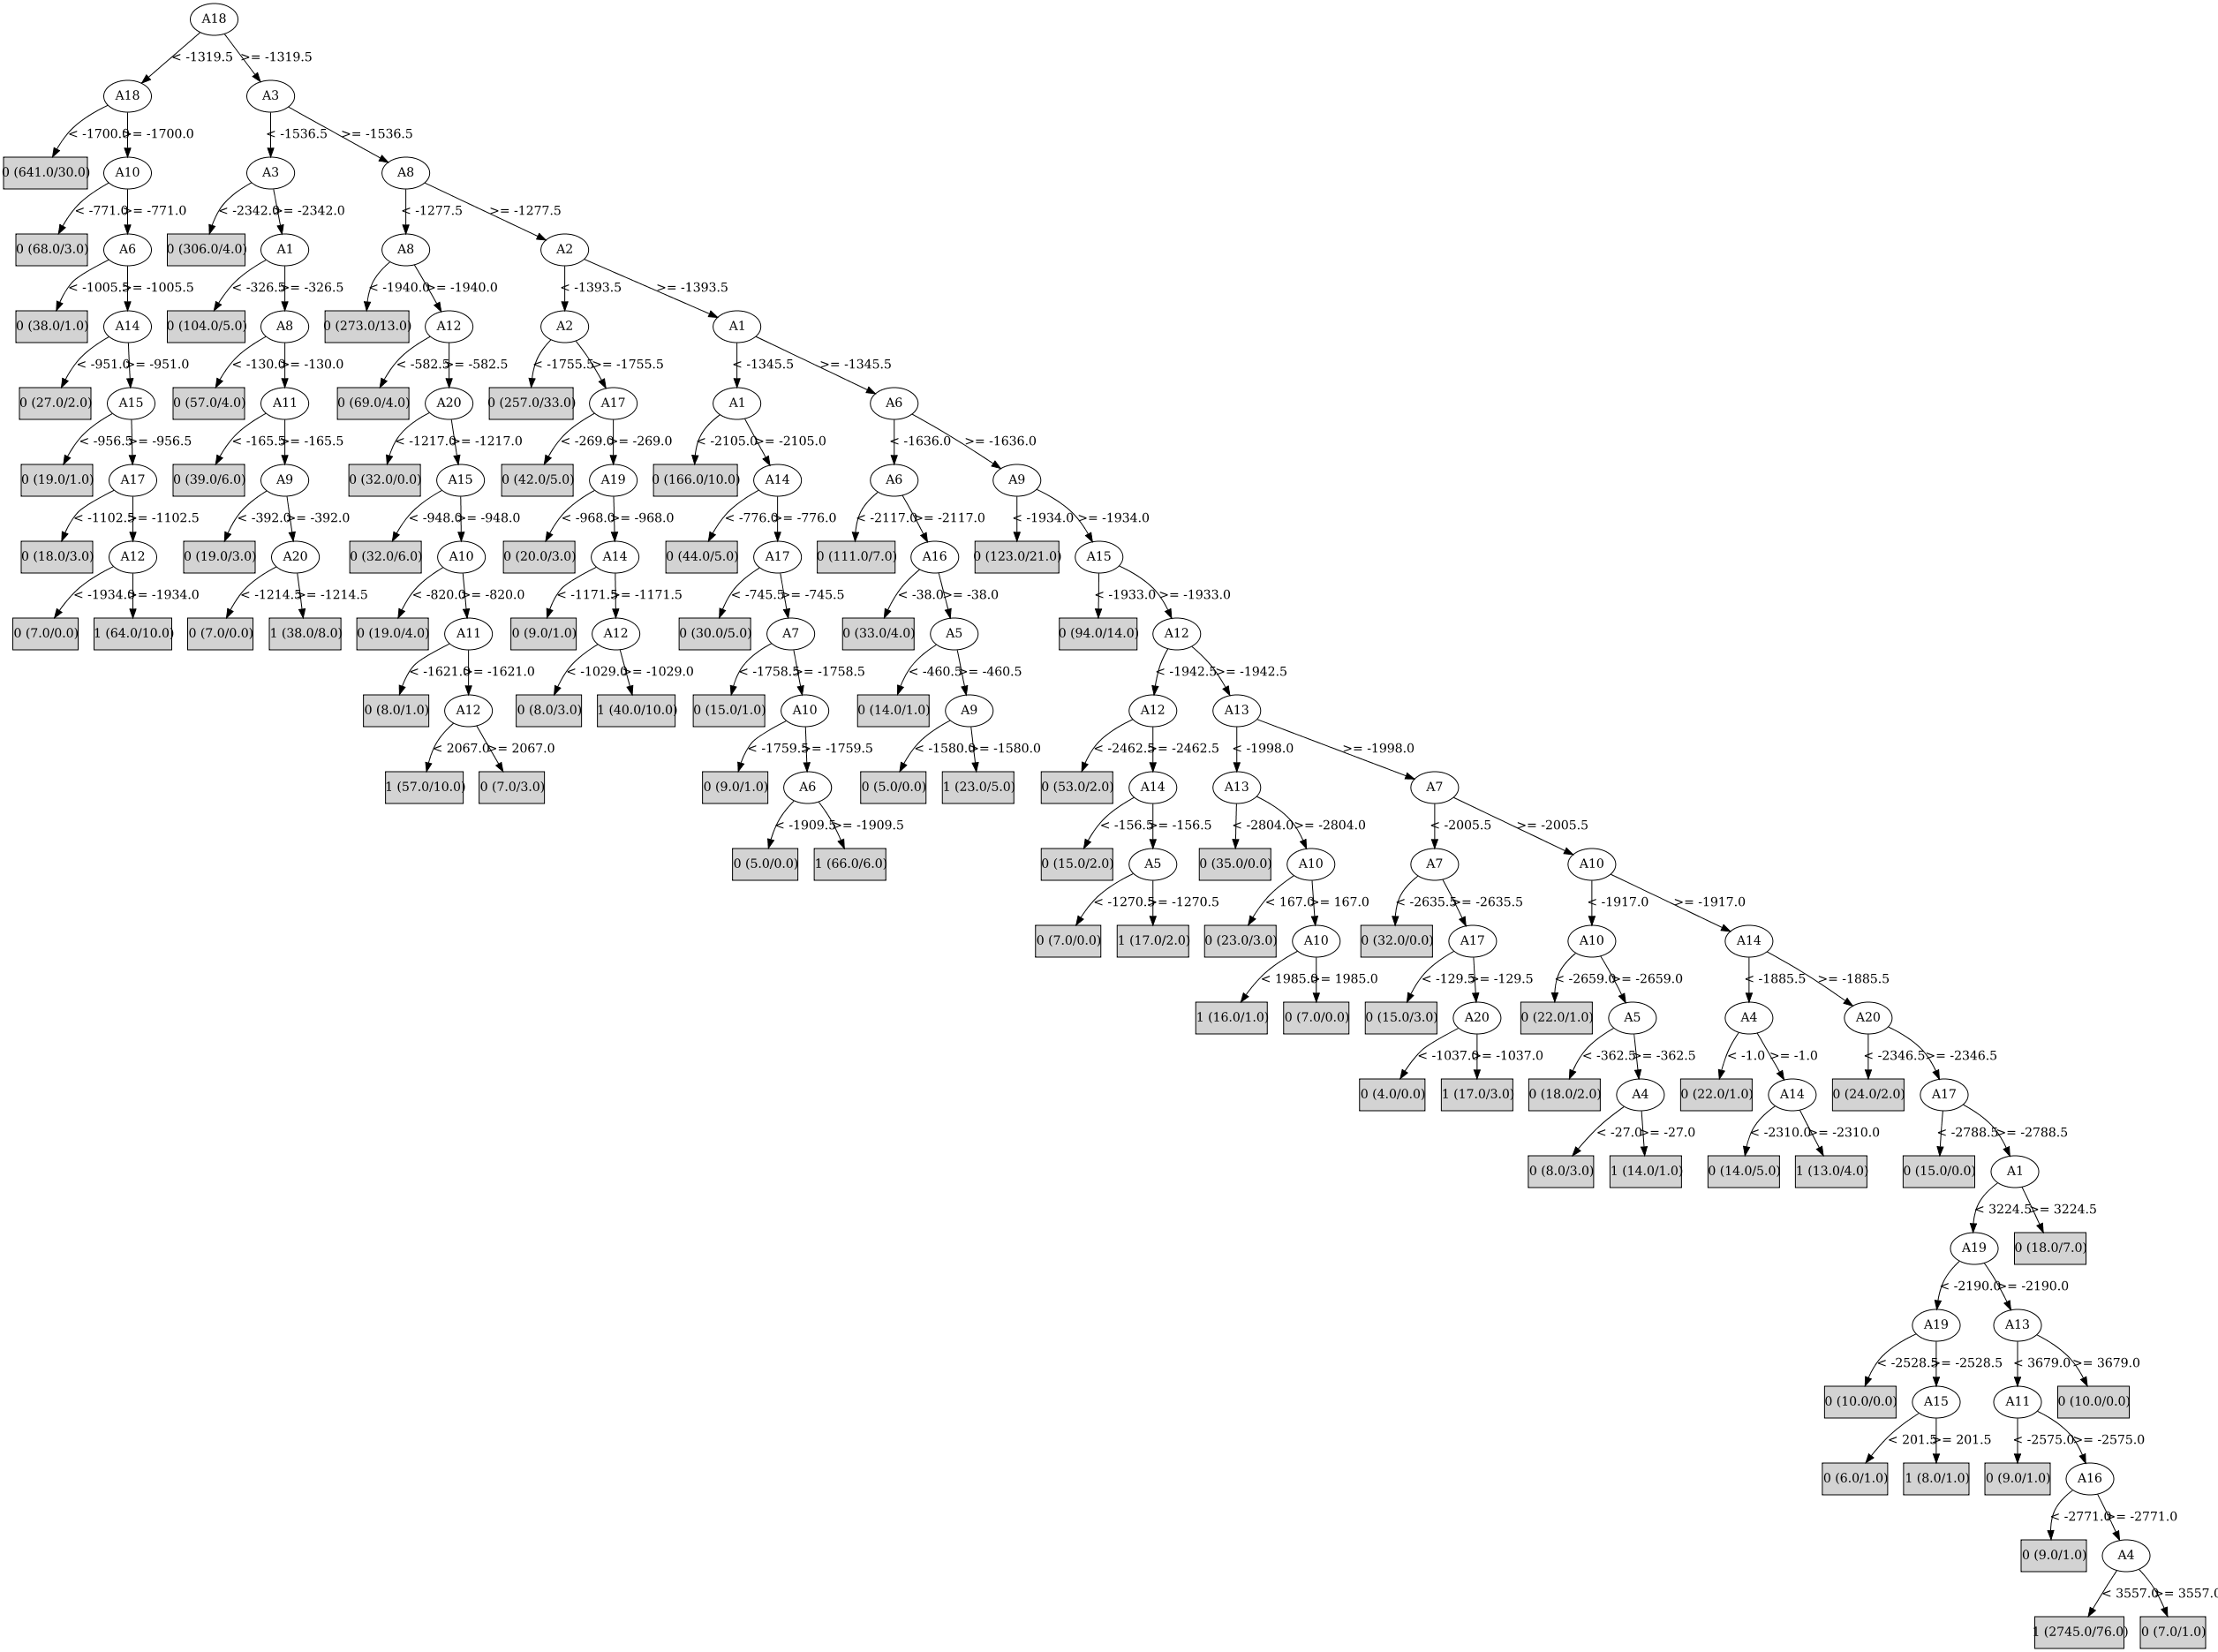 A18
< -1319.5 >= -1319.5
A18 A3
< -1700.0 >= -1700.0 < -1536.5 >= -1536.5
0 (641.0/30.0) A10 A3 A8
< -771.0 >= -771.0 < -2342.0 >= -2342.0 < -1277.5 >= -1277.5
0 (68.0/3.0) A6 0 (306.0/4.0) A1 A8 A2
< -1005.5 >= -1005.5 < -326.5 >= -326.5 < -1940.0 >= -1940.0 < -1393.5 >= -1393.5
0 (38.0/1.0) A14 0 (104.0/5.0) A8 0 (273.0/13.0) A12 A2 A1
< -951.0 >= -951.0 < -130.0 >= -130.0 < -582.5 >= -582.5 < -1755.5 >= -1755.5 < -1345.5 >= -1345.5
0 (27.0/2.0) A15 0 (57.0/4.0) A11 0 (69.0/4.0) A20 0 (257.0/33.0) A17 A1 A6
< -956.5 >= -956.5 < -165.5 >= -165.5 < -1217.0 >= -1217.0 < -269.0 >= -269.0 < -2105.0 >= -2105.0 < -1636.0 >= -1636.0
0 (19.0/1.0) A17 0 (39.0/6.0) A9 0 (32.0/0.0) A15 0 (42.0/5.0) A19 0 (166.0/10.0) A14 A6 A9
< -1102.5 >= -1102.5 < -392.0 >= -392.0 < -948.0 >= -948.0 < -968.0 >= -968.0 < -776.0 >= -776.0 < -2117.0 >= -2117.0 < -1934.0 >= -1934.0
0 (18.0/3.0) A12 0 (19.0/3.0) A20 0 (32.0/6.0) A10 0 (20.0/3.0) A14 0 (44.0/5.0) A17 0 (111.0/7.0) A16 0 (123.0/21.0) A15
< -1934.0 >= -1934.0 < -1214.5 >= -1214.5 < -820.0 >= -820.0 < -1171.5 >= -1171.5 < -745.5 >= -745.5 < -38.0 >= -38.0 < -1933.0 >= -1933.0
0 (7.0/0.0) 1 (64.0/10.0) 0 (7.0/0.0) 1 (38.0/8.0) 0 (19.0/4.0) A11 0 (9.0/1.0) A12 0 (30.0/5.0) A7 0 (33.0/4.0) A5 0 (94.0/14.0) A12
< -1621.0 >= -1621.0 < -1029.0 >= -1029.0 < -1758.5 >= -1758.5 < -460.5 >= -460.5 < -1942.5 >= -1942.5
0 (8.0/1.0) A12 0 (8.0/3.0) 1 (40.0/10.0) 0 (15.0/1.0) A10 0 (14.0/1.0) A9 A12 A13
< 2067.0 >= 2067.0 < -1759.5 >= -1759.5 < -1580.0 >= -1580.0 < -2462.5 >= -2462.5 < -1998.0 >= -1998.0
1 (57.0/10.0) 0 (7.0/3.0) 0 (9.0/1.0) A6 0 (5.0/0.0) 1 (23.0/5.0) 0 (53.0/2.0) A14 A13 A7
< -1909.5 >= -1909.5 < -156.5 >= -156.5 < -2804.0 >= -2804.0 < -2005.5 >= -2005.5
0 (5.0/0.0) 1 (66.0/6.0) 0 (15.0/2.0) A5 0 (35.0/0.0) A10 A7 A10
< -1270.5 >= -1270.5 < 167.0 >= 167.0 < -2635.5 >= -2635.5 < -1917.0 >= -1917.0
0 (7.0/0.0) 1 (17.0/2.0) 0 (23.0/3.0) A10 0 (32.0/0.0) A17 A10 A14
< 1985.0 >= 1985.0 < -129.5 >= -129.5 < -2659.0 >= -2659.0 < -1885.5 >= -1885.5
1 (16.0/1.0) 0 (7.0/0.0) 0 (15.0/3.0) A20 0 (22.0/1.0) A5 A4 A20
< -1037.0 >= -1037.0 < -362.5 >= -362.5 < -1.0 >= -1.0 < -2346.5 >= -2346.5
0 (4.0/0.0) 1 (17.0/3.0) 0 (18.0/2.0) A4 0 (22.0/1.0) A14 0 (24.0/2.0) A17
< -27.0 >= -27.0 < -2310.0 >= -2310.0 < -2788.5 >= -2788.5
0 (8.0/3.0) 1 (14.0/1.0) 0 (14.0/5.0) 1 (13.0/4.0) 0 (15.0/0.0) A1
< 3224.5 >= 3224.5
A19 0 (18.0/7.0)
< -2190.0 >= -2190.0
A19 A13
< -2528.5 >= -2528.5 < 3679.0 >= 3679.0
0 (10.0/0.0) A15 A11 0 (10.0/0.0)
< 201.5 >= 201.5 < -2575.0 >= -2575.0
0 (6.0/1.0) 1 (8.0/1.0) 0 (9.0/1.0) A16
< -2771.0 >= -2771.0
0 (9.0/1.0) A4
< 3557.0 >= 3557.0
1 (2745.0/76.0) 0 (7.0/1.0)